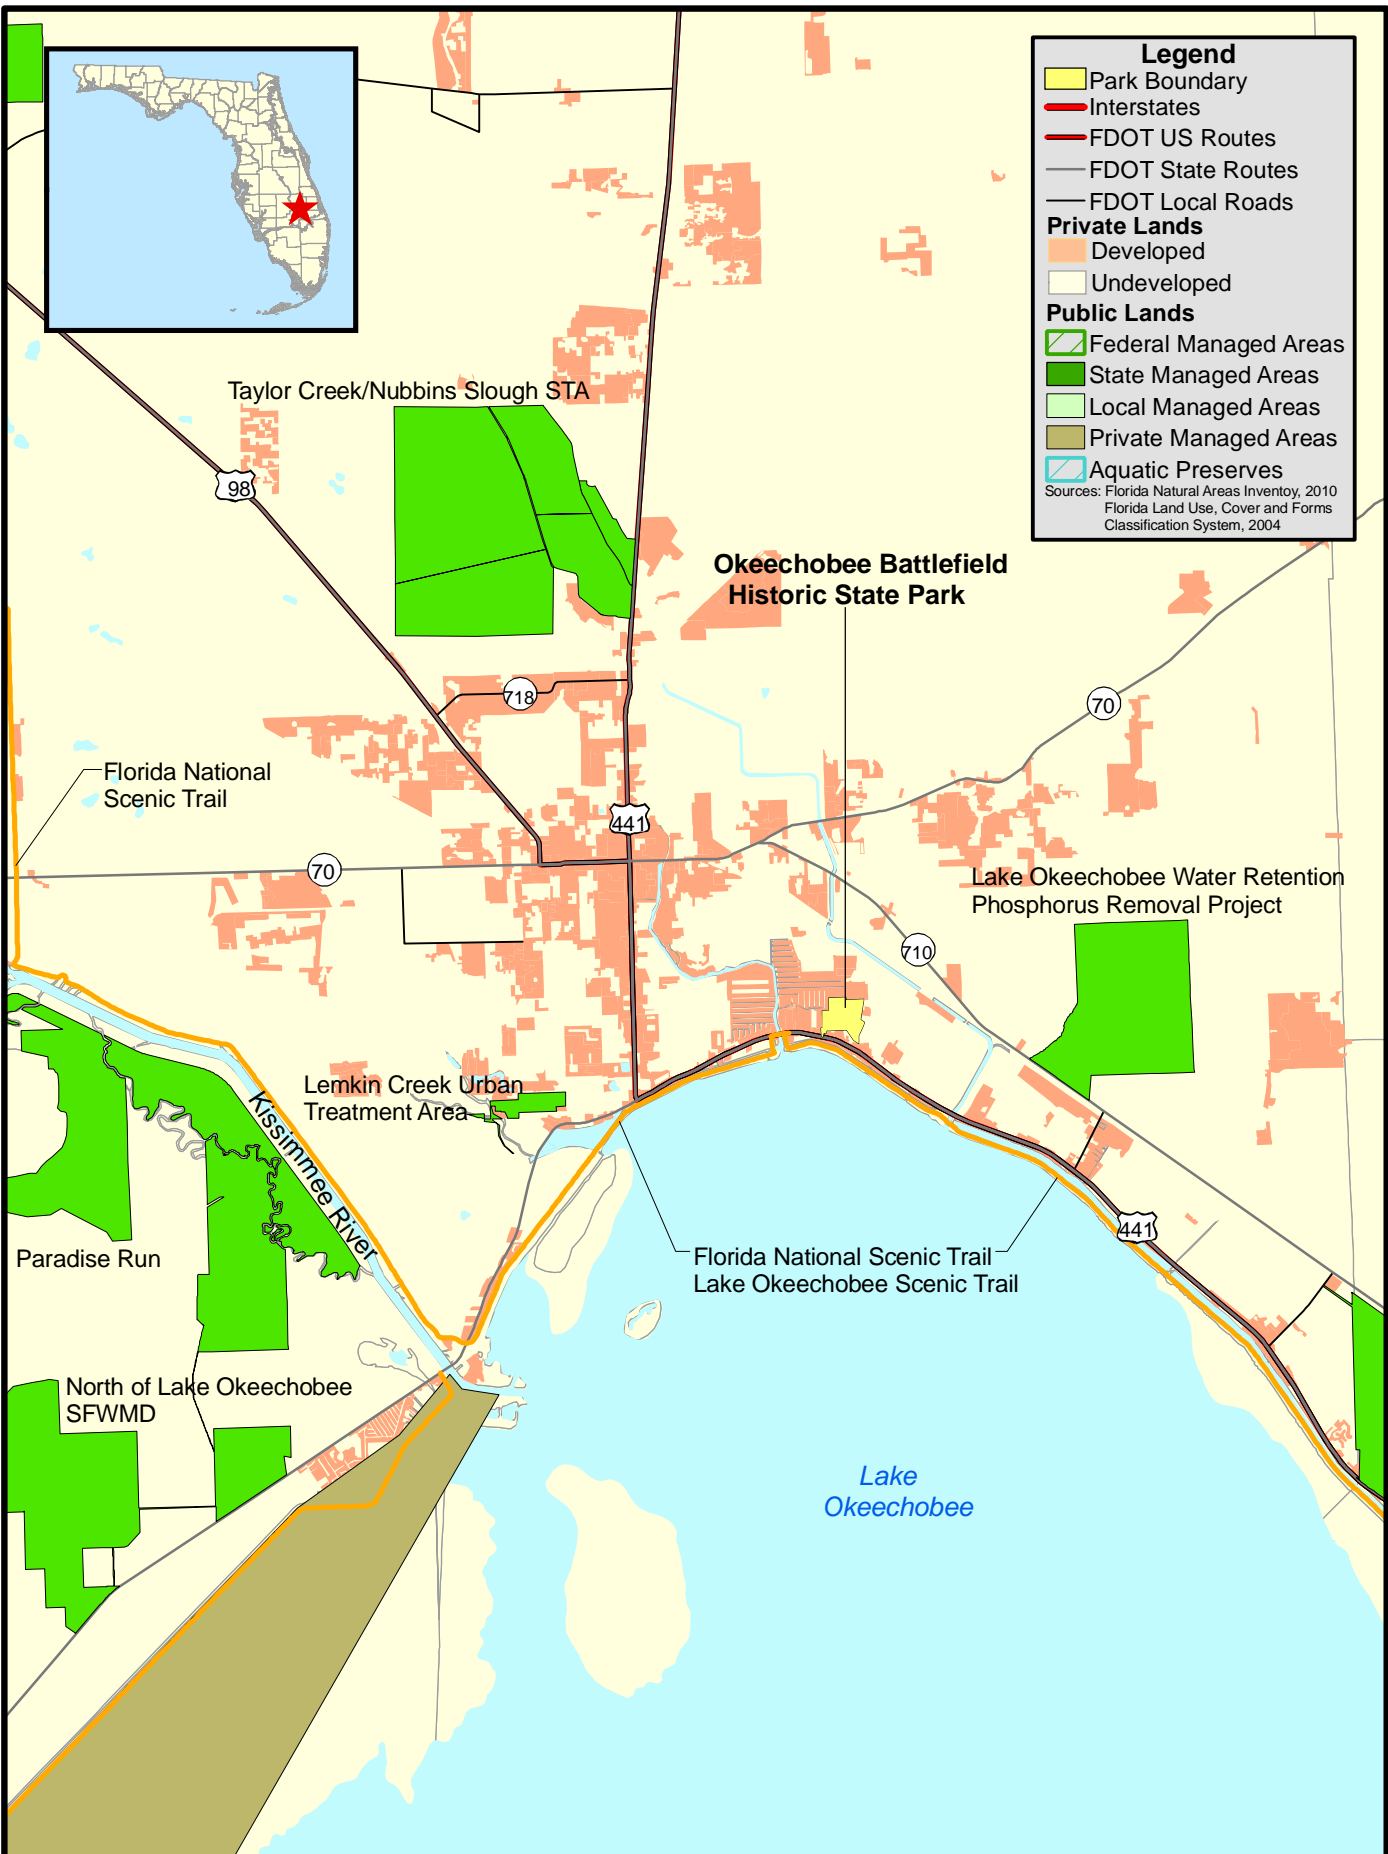 Legend
Park Boundary
Interstates
FDOT US Routes
FDOT State Routes
FDOT Local Roads
Private Lands
Developed
Undeveloped
Public Lands
Federal Managed Areas
State Managed Areas
Local Managed Areas
Private Managed Areas
Aquatic Preserves
Sources: Florida Natural Areas Inventoy, 2010
Florida Land Use, Cover and Forms
Classification System, 2004
Taylor Creek/Nubbins Slough STA
98
Okeechobee Battlefield
Historic State Park
718
70
Florida National
Scenic Trail
441
70
Lake Okeechobee Water Retention
Phosphorus Removal Project
710
Lemkin Creek Urban
Treatment Area
Kissimmee River
441
Paradise Run
Florida National Scenic Trail
Lake Okeechobee Scenic Trail
North of Lake Okeechobee
SFWMD
Lake
Okeechobee